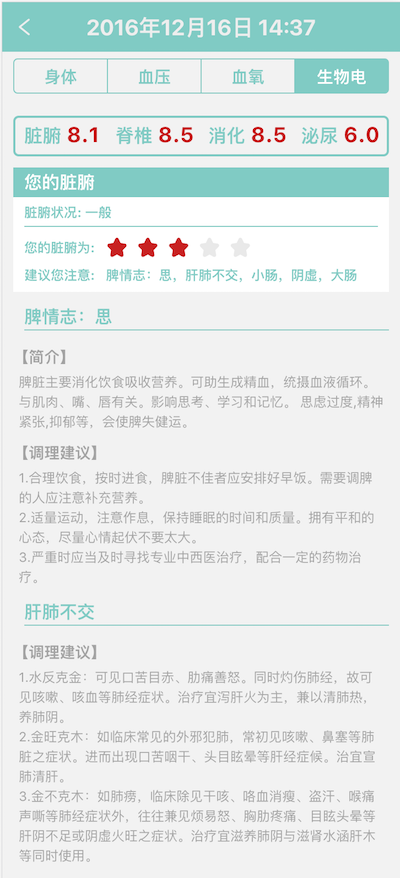 2016年12月16日 14:37
身体 血压 血氧 生物电
脏腑 8.1 脊椎 8.5 消化 8.5 泌尿 6.0
您的脏腑
脏腑状况: 一般
您的脏腑为:
建议您注意: 脾情志：思，肝肺不交，小肠，阴虚，大肠
脾情志：思
【简介】
脾脏主要消化饮食吸收营养。可助生成精血，统摄血液循环。
与肌肉、嘴、唇有关。影响思考、学习和记忆。 思虑过度,精神
紧张,抑郁等，会使脾失健运。
【调理建议】
1.合理饮食，按时进食，脾脏不佳者应安排好早饭。需要调脾
的人应注意补充营养。
2.适量运动，注意作息，保持睡眠的时间和质量。拥有平和的
心态，尽量心情起伏不要太大。
3.严重时应当及时寻找专业中西医治疗，配合一定的药物治
疗。
肝肺不交
【调理建议】
1.水反克金：可见口苦目赤、肋痛善怒。同时灼伤肺经，故可
见咳嗽、咳血等肺经症状。治疗宜泻肝火为主，兼以清肺热，
养肺阴。
2.金旺克木：如临床常见的外邪犯肺，常初见咳嗽、鼻塞等肺
脏之症状。进而出现口苦咽干、头目眩晕等肝经症候。治宜宣
肺清肝。
3.金不克木：如肺痨，临床除见干咳、咯血消瘦、盗汗、喉痛
声嘶等肺经症状外，往往兼见烦易怒、胸肋疼痛、目眩头晕等
肝阴不足或阴虚火旺之症状。治疗宜滋养肺阴与滋肾水涵肝木
等同时使用。